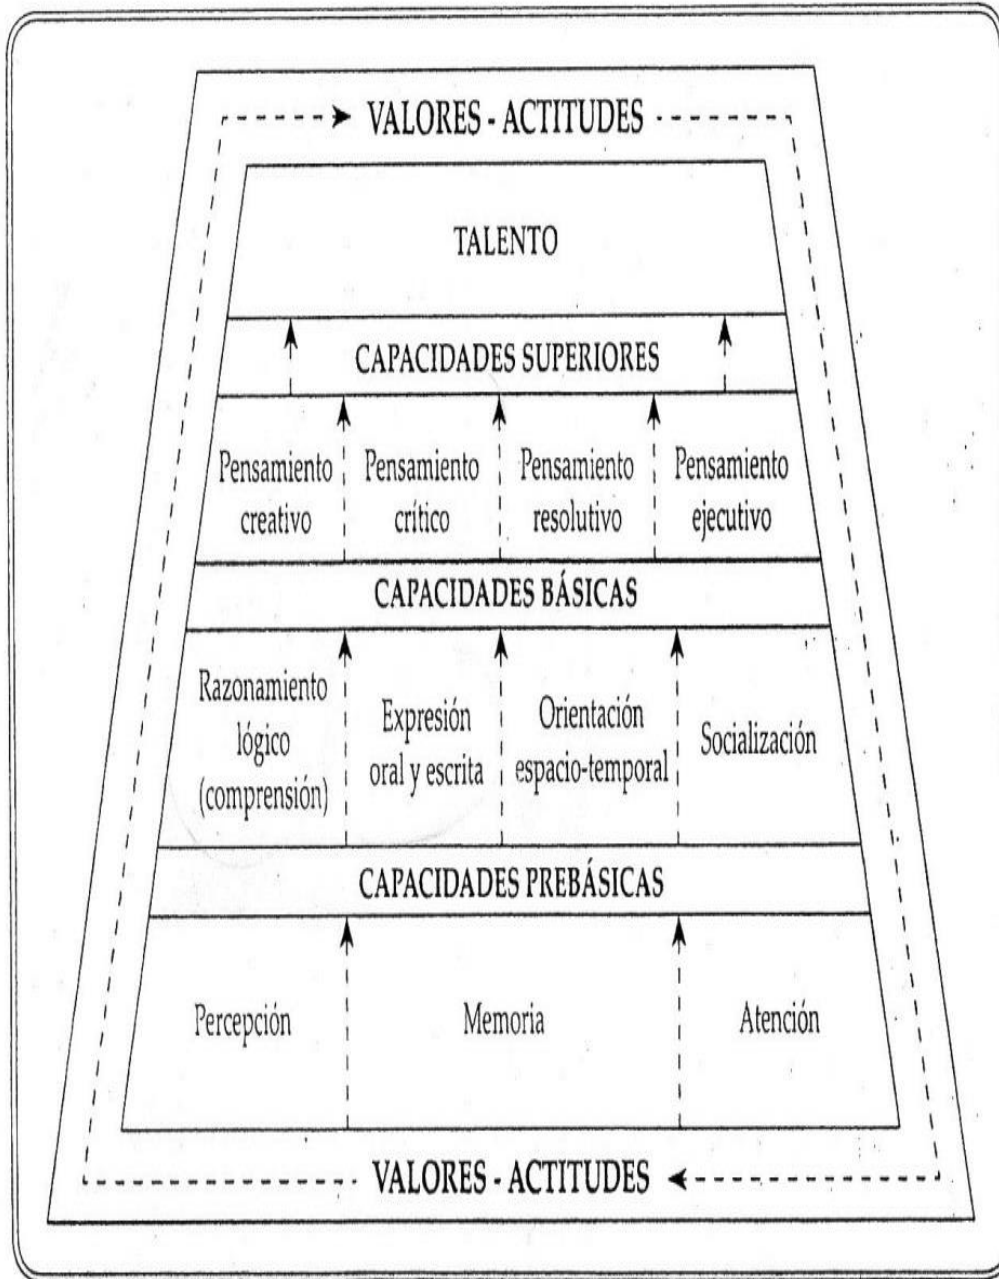 VALORES - ACTITUDES
TALENTO
CAPACIDADES SUPERIORES
Pensamiento
creativo
Pensamiento
crítico
Pensamiento
resolutivo
Pensamiento
ejecutivo
CAPACIDADES BÁSICAS
Razonamiento
lógico
(comprensión)
Expresión
oral y escrita
Orientación
espacio-temporal
Socialización
CAPACIDADES PREBÁSICAS
Percepción
Memoria
Atención
VALORES - ACTITUDES